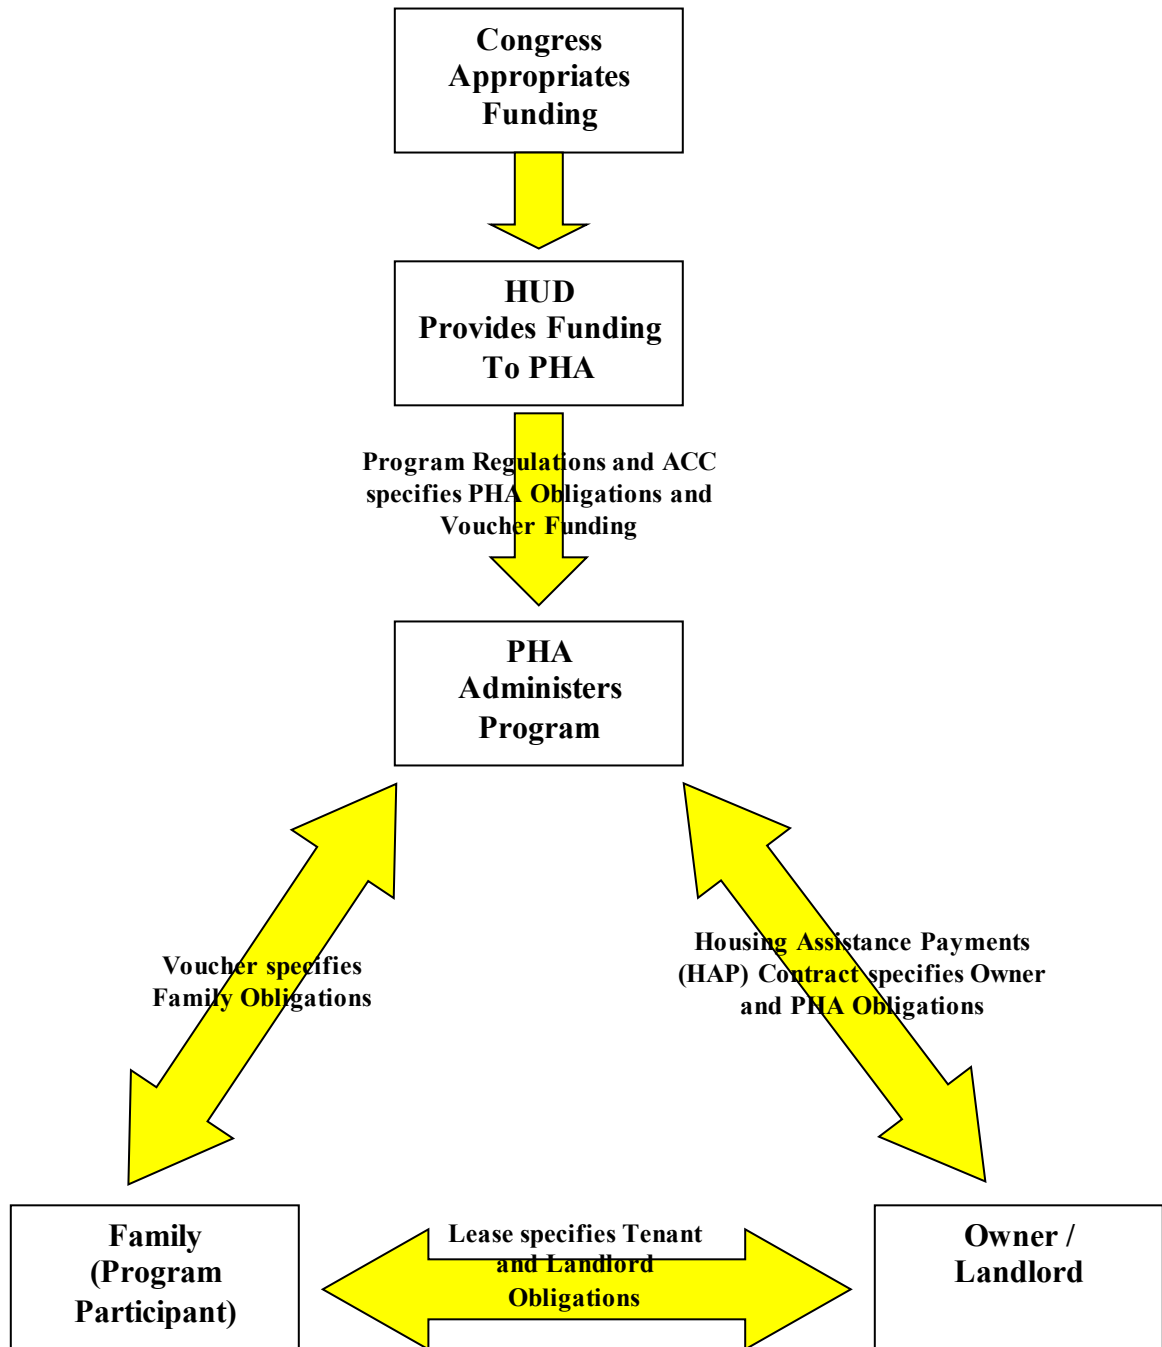 Congress
Appropriates
Funding
HUD
Provides Funding
To PHA
Program Regulations and ACC
specifies PHA Obligations and
Voucher Funding
PHA
Administers
Program
Voucher specifies
Family Obligations
Housing Assistance Payments
(HAP) Contract specifies Owner
and PHA Obligations
Family
(Program
Participant)
Lease specifies Tenant
and Landlord
Obligations
Owner /
Landlord